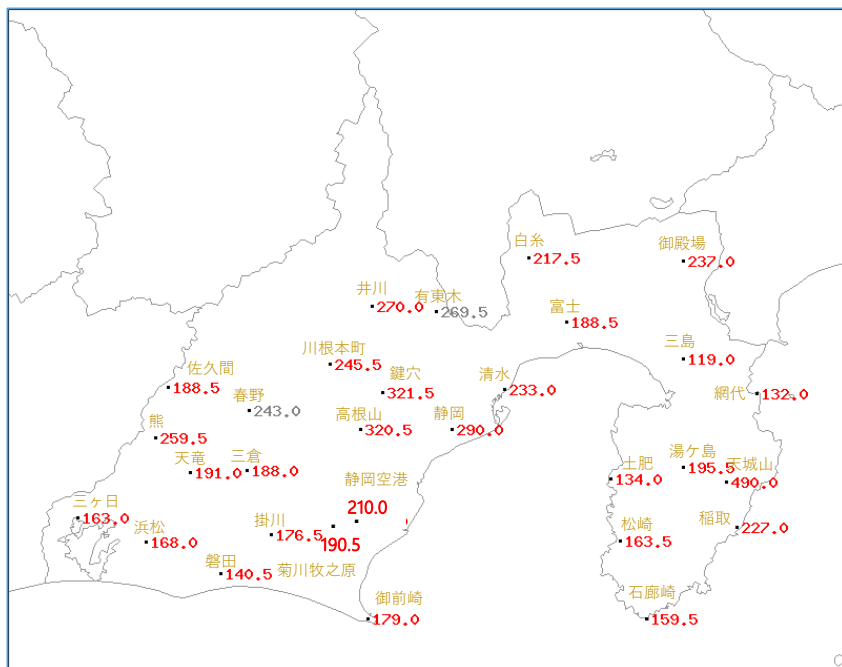 白糸
217.5
御殿場
237.0
井川
270.0
有東木
269.5
富士
188.5
川根本町
245.5
三島
119.0
佐久間
188.5
鍵穴
321.5
清水
233.0
網代
132.0
春野
243.0
熊
259.5
高根山
320.5
静岡
290.0
天竜
191.0
三倉
188.0
静岡空港
210.0
土肥
134.0
湯ケ島
195.5
天城山
490.0
三ヶ日
163.0
浜松
168.0
掛川
176.5
190.5
菊川牧之原
松崎
163.5
稲取
227.0
磐田
140.5
御前崎
179.0
石廊崎
159.5